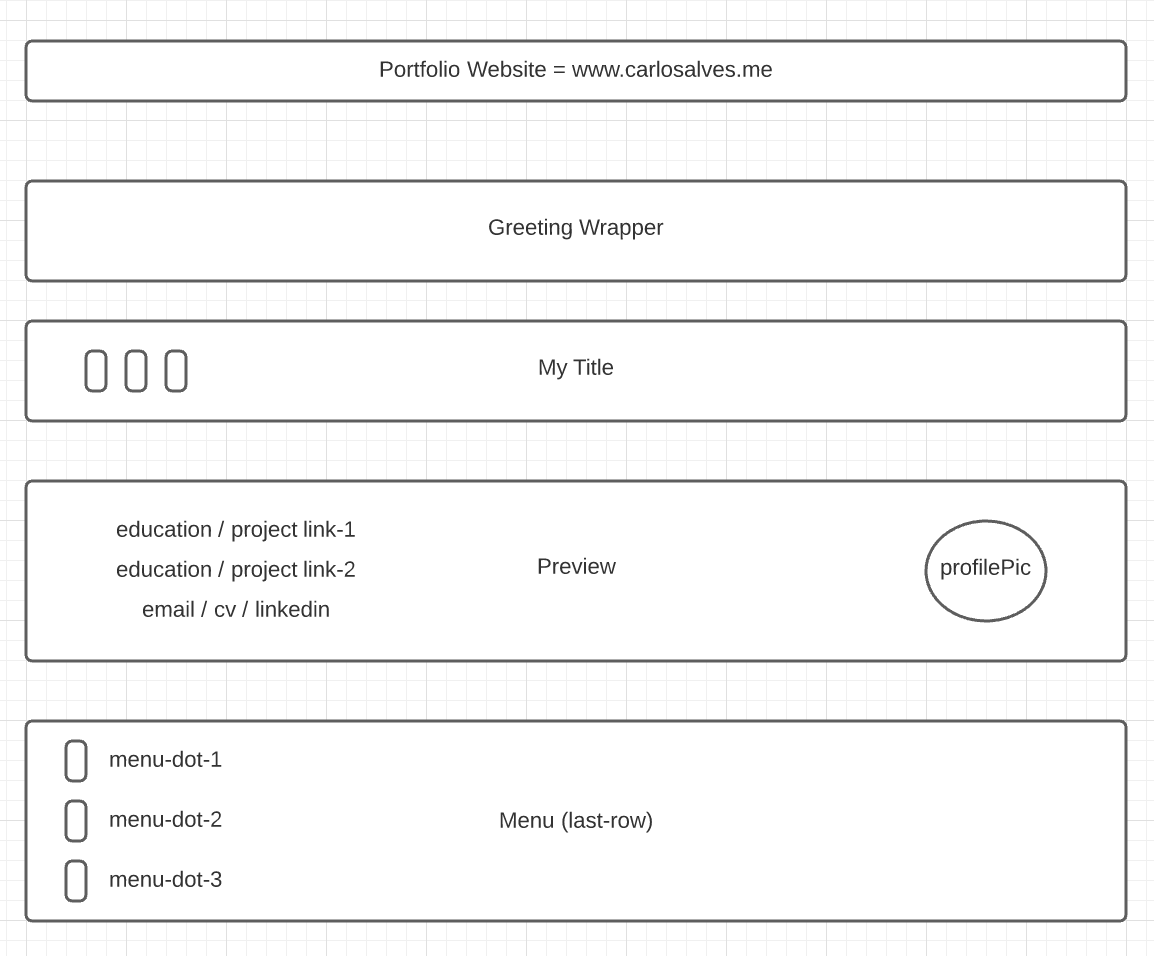 Portfolio Website = www.carlosalves.me
Greeting Wrapper
My Title
education / project link-1
education / project link-2
email / cv / linkedin
Preview
profilePic
menu-dot-1
menu-dot-2
menu-dot-3
Menu (last-row)